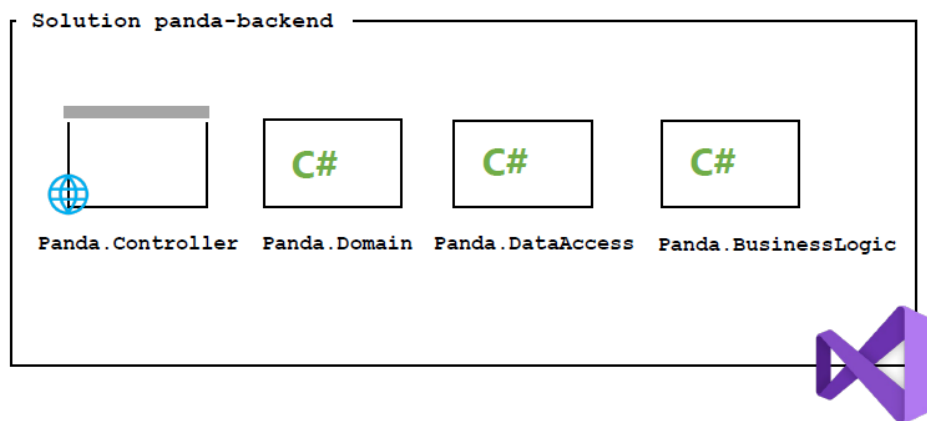 Solution panda-backend
C#
C#
C#
Panda.Controller
Panda.Domain
Panda.DataAccess
Panda.BusinessLogic